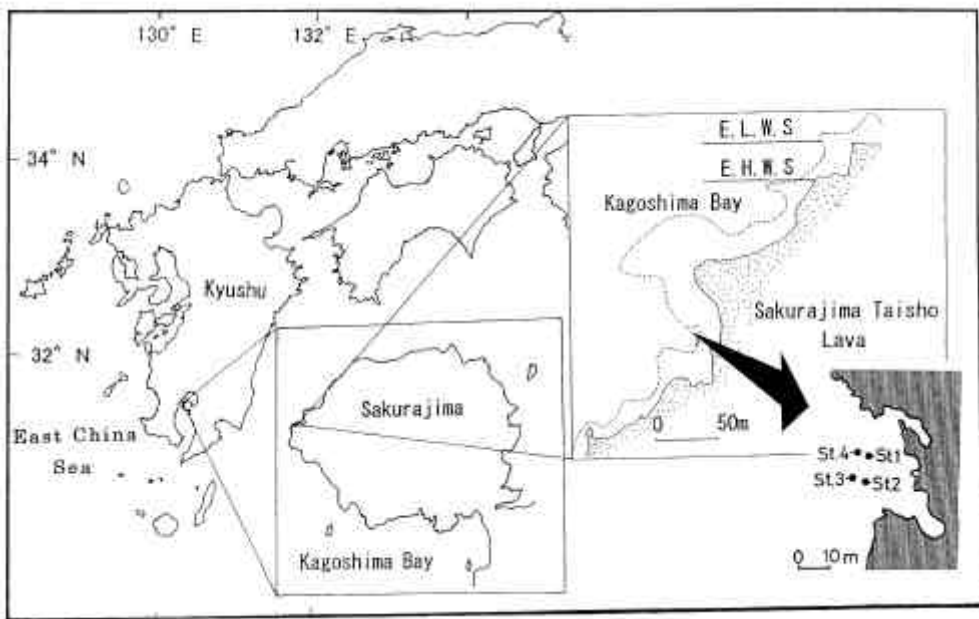 130° E
132° E
34° N
32° N
Kyushu
East China
Sea
Sakurajima
Kagoshima Bay
E. L. W. S
E. H. W. S
Kagoshima Bay
Sakurajima Taisho
Lava
0 50m
St.4 St1
St.3 St2
0 10m